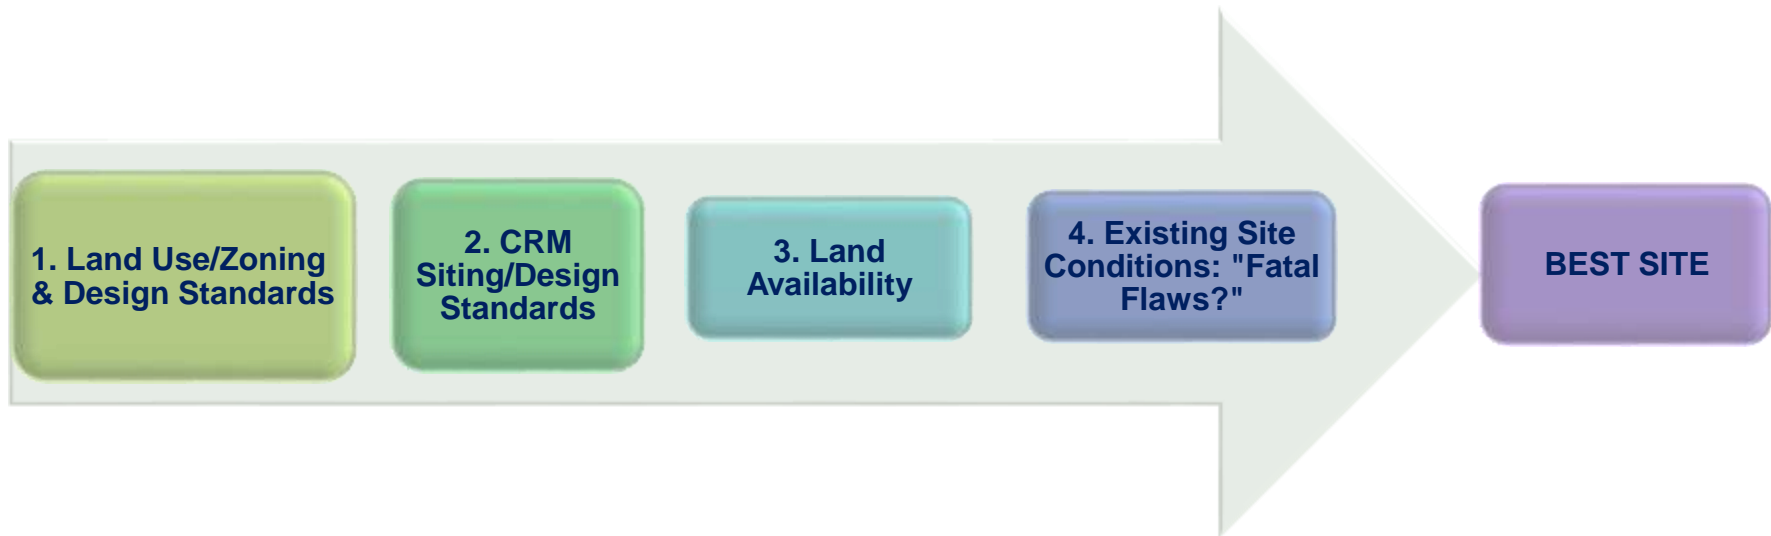 1. Land Use/Zoning
& Design Standards
2. CRM
Siting/Design
Standards
3. Land
Availability
4. Existing Site
Conditions: "Fatal
Flaws?"
BEST SITE